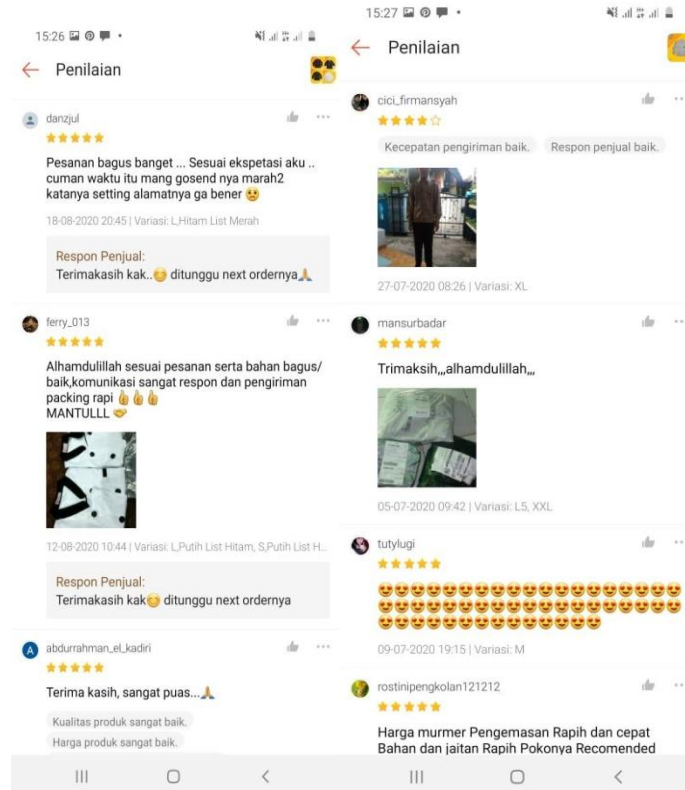 15:26
Penilaian
danzjul
Pesanan bagus banget ... Sesuai ekspetasi aku ..
cuman waktu itu mang gosend nya marah2
katanya setting alamatnya ga bener 😟
18-08-2020 20:45 | Variasi: L,Hitam List Merah
Respon Penjual:
Terimakasih kak..😊 ditunggu next ordernya🙏
ferry_013
Alhamdulillah sesuai pesanan serta bahan bagus/
baik,komunikasi sangat respon dan pengiriman
packing rapi 👍👍👍
MANTULLL 🤝
12-08-2020 10:44 | Variasi: L,Putih List Hitam, S,Putih List H...
Respon Penjual:
Terimakasih kak😊 ditunggu next ordernya
A
abdurrahman_el_kadiri
Terima kasih, sangat puas...🙏
Kualitas produk sangat baik.
Harga produk sangat baik.
15:27
Penilaian
cici_firmansyah
Kecepatan pengiriman baik. Respon penjual baik.
27-07-2020 08:26 | Variasi: XL
mansurbadar
Trimaksih,,,alhamdulillah,,,
05-07-2020 09:42 | Variasi: L5, XXL
tutylugi
😍😍😍😍😍😍😍😍😍😍😍😍😍😍😍😍😍😍😍
😍😍😍😍😍😍😍😍😍😍😍😍😍😍😍😍😍😍😍
😍😍😍😍😍😍😍😍😍😍😍😍😍😍
09-07-2020 19:15 | Variasi: M
rostinipengkolan121212
Harga murmer Pengemasan Rapih dan cepat
Bahan dan jaitan Rapih Pokonya Recomended